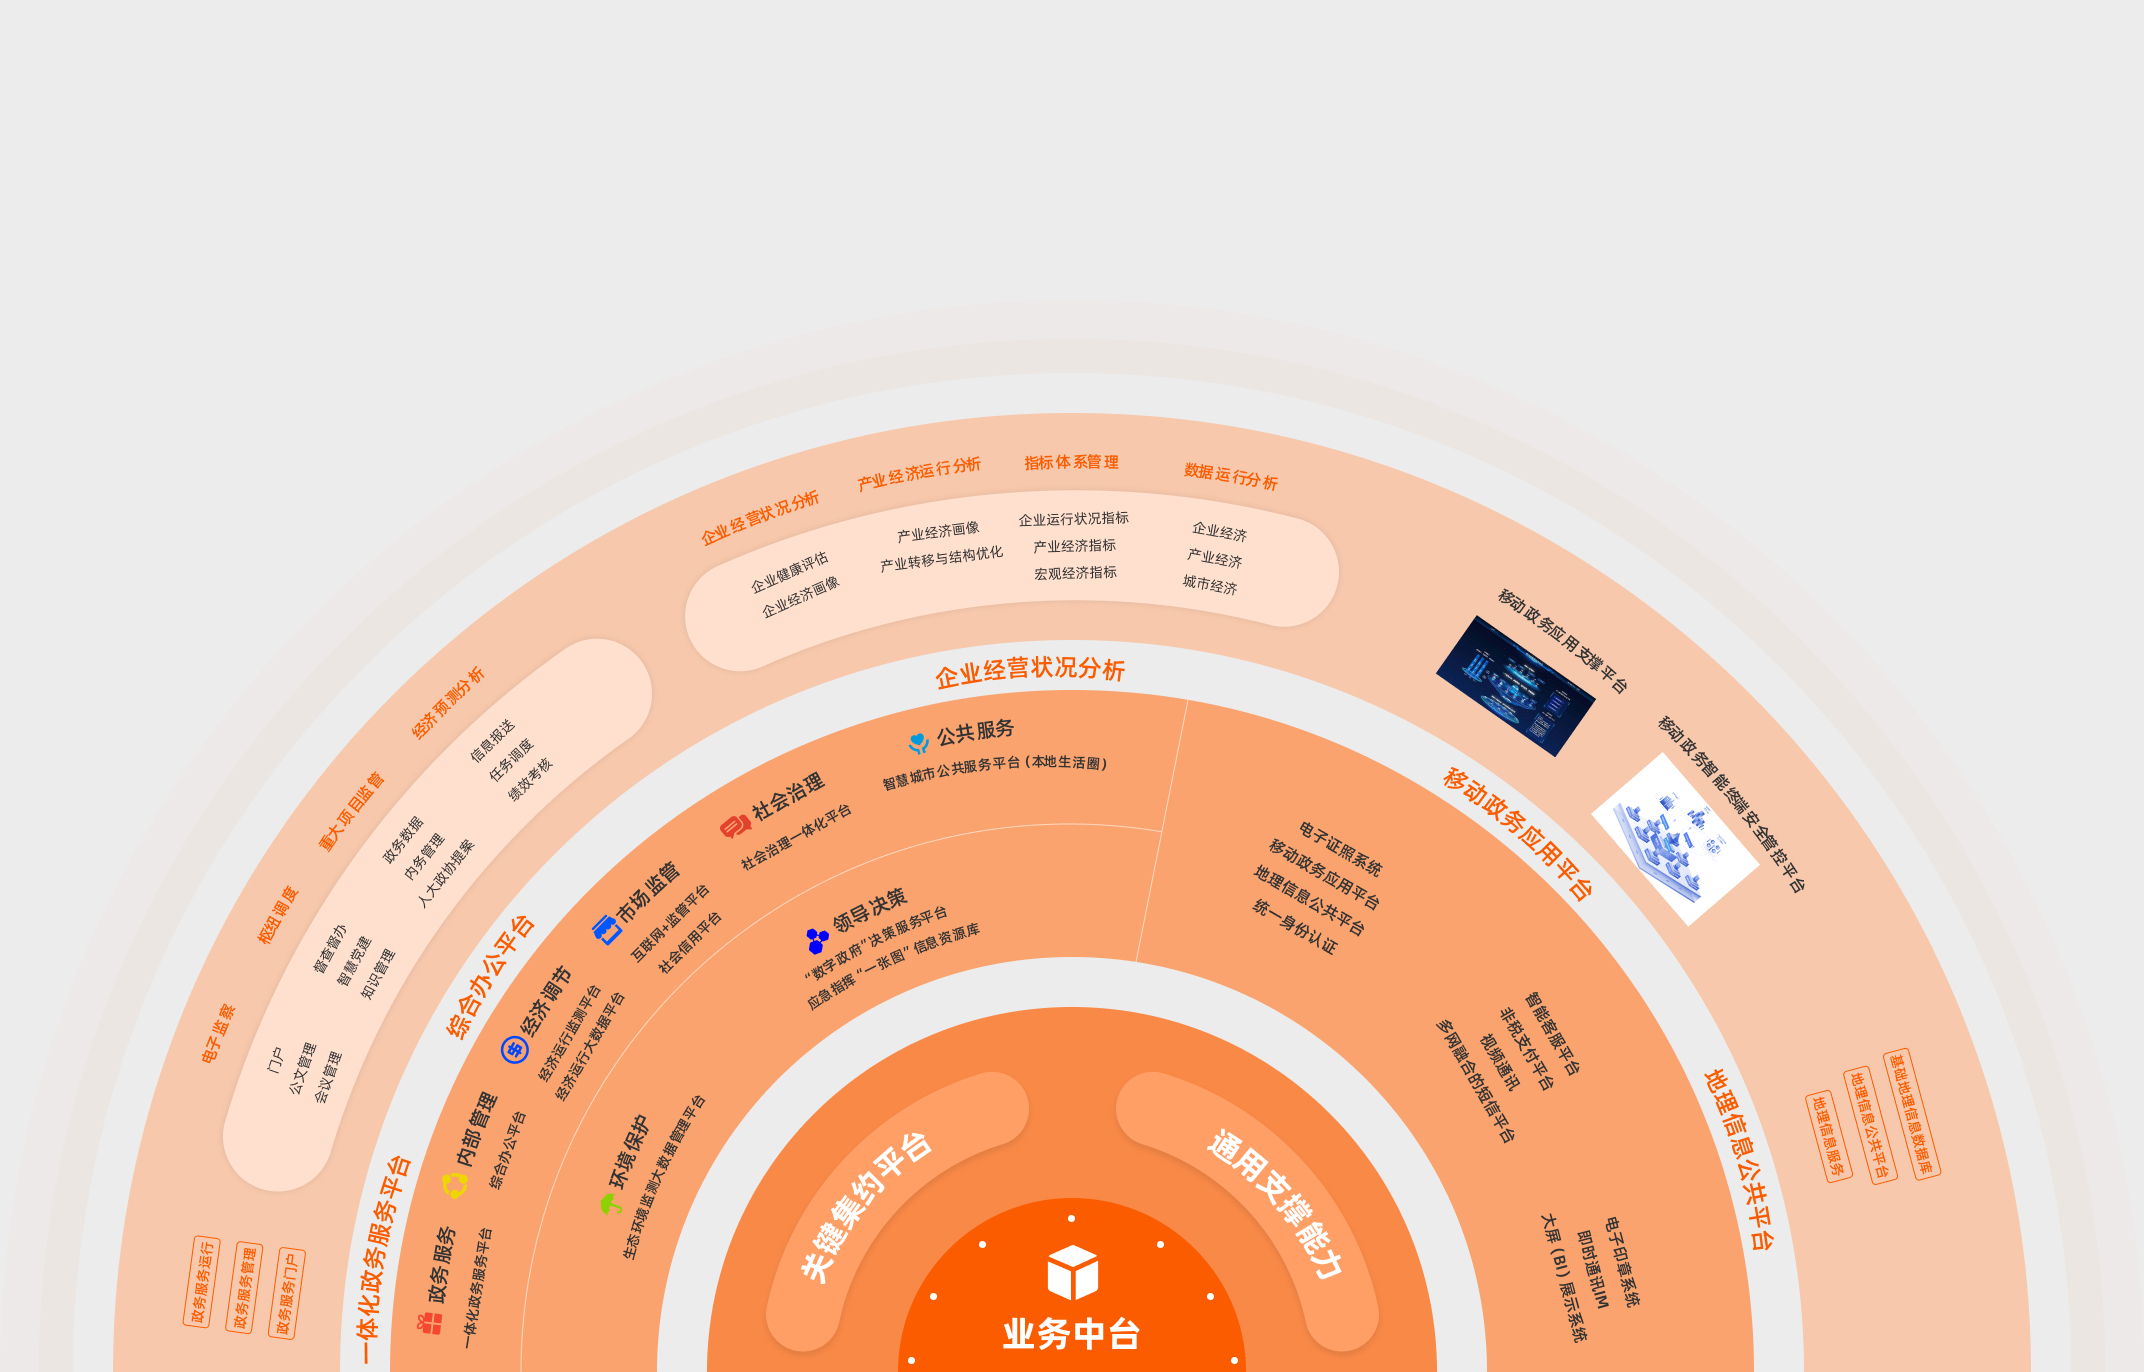 企业经营状况分析
产业经济运行分析
指标体系管理
数据运行分析
企业健康评估
企业经济画像
产业经济画像
产业转移与结构优化
企业运行状况指标
产业经济指标
宏观经济指标
企业经济
产业经济
城市经济
经济预测分析
重大项目监管
枢纽调度
电子监察
信息报送
任务调度
绩效考核
政务数据
内务管理
人大政协提案
督查督办
智慧党建
知识管理
门户
公文管理
会议管理
政务服务运行
政务服务管理
政务服务门户
移动政务应用支撑平台
移动政务智能终端安全管控平台
基础地理信息数据库
地理信息公共平台
地理信息服务
一体化政务服务平台
综合办公平台
企业经营状况分析
移动政务应用平台
地理信息公共平台
公共服务
智慧城市公共服务平台 (本地生活圈)
社会治理
社会治理一体化平台
市场监管
互联网+监管平台
社会信用平台
经济调节
经济运行监测平台
经济运行大数据平台
内部管理
综合办公平台
政务服务
一体化政务服务平台
领导决策
“数字政府”决策服务平台
应急指挥 “一张图” 信息资源库
环境保护
生态环境监测大数据管理平台
电子证照系统
移动政务应用平台
地理信息公共平台
统一身份认证
智能客服平台
非税支付平台
视频通讯
多网融合的短信平台
电子印章系统
即时通讯IM
大屏 (BI) 展示系统
关键集约平台
通用支撑能力
业务中台